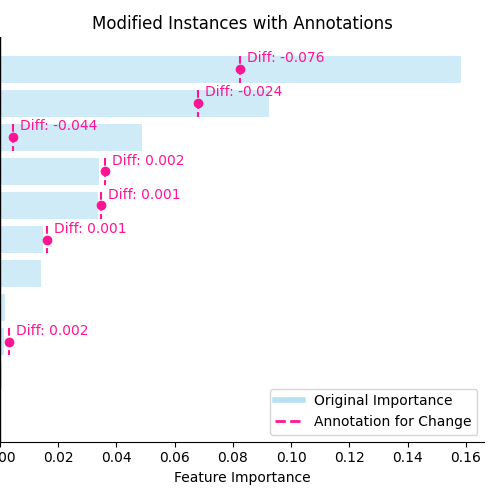 Modified Instances with Annotations
Diff: -0.076
Diff: -0.024
Diff: -0.044
Diff: 0.002
Diff: 0.001
Diff: 0.001
Diff: 0.002
Original Importance
Annotation for Change
00 0.02 0.04 0.06 0.08 0.10 0.12 0.14 0.16
Feature Importance